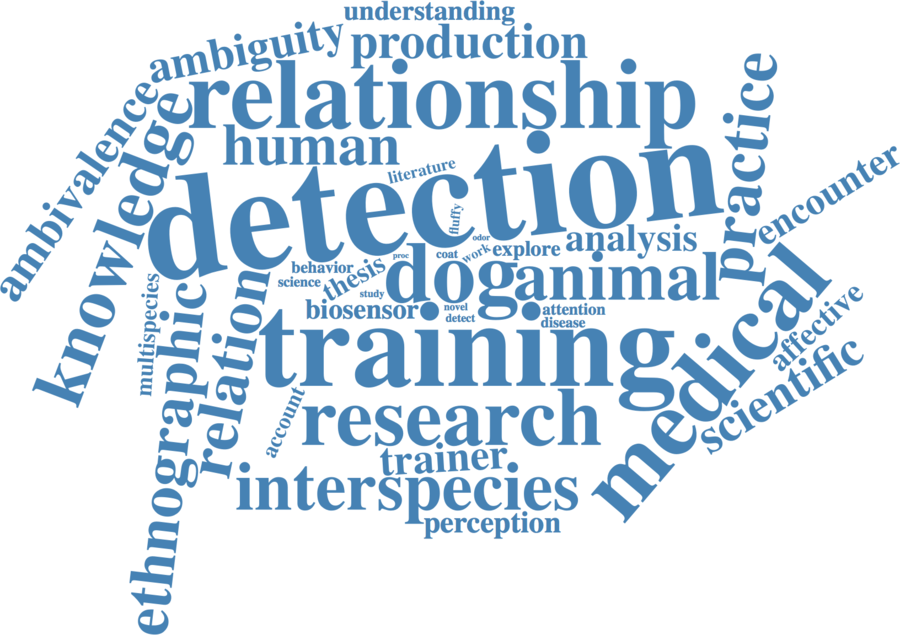 understanding
ambiguity
production
relationship
ambivalence
knowledge
human
practice
literature
detection
encounter
fluffy
odor
analysis
explore
work
coat
proc
dog
animal
behavior
science
thesis
study
biosensor
novel
detect
attention
disease
multispecies
ethnographic
relation
training
medical
affective
scientific
account
research
trainer
interspecies
perception